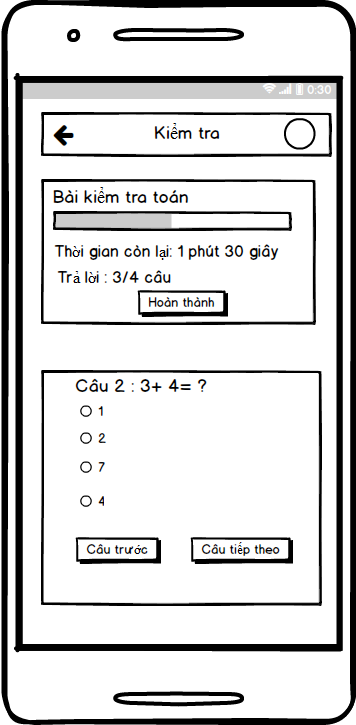 0:30
Kiểm tra
Bài kiểm tra toán
Thời gian còn lại: 1 phút 30 giây
Trả lời : 3/4 câu
Hoàn thành
Câu 2 : 3+ 4= ?
1
2
7
4
Câu trước Câu tiếp theo